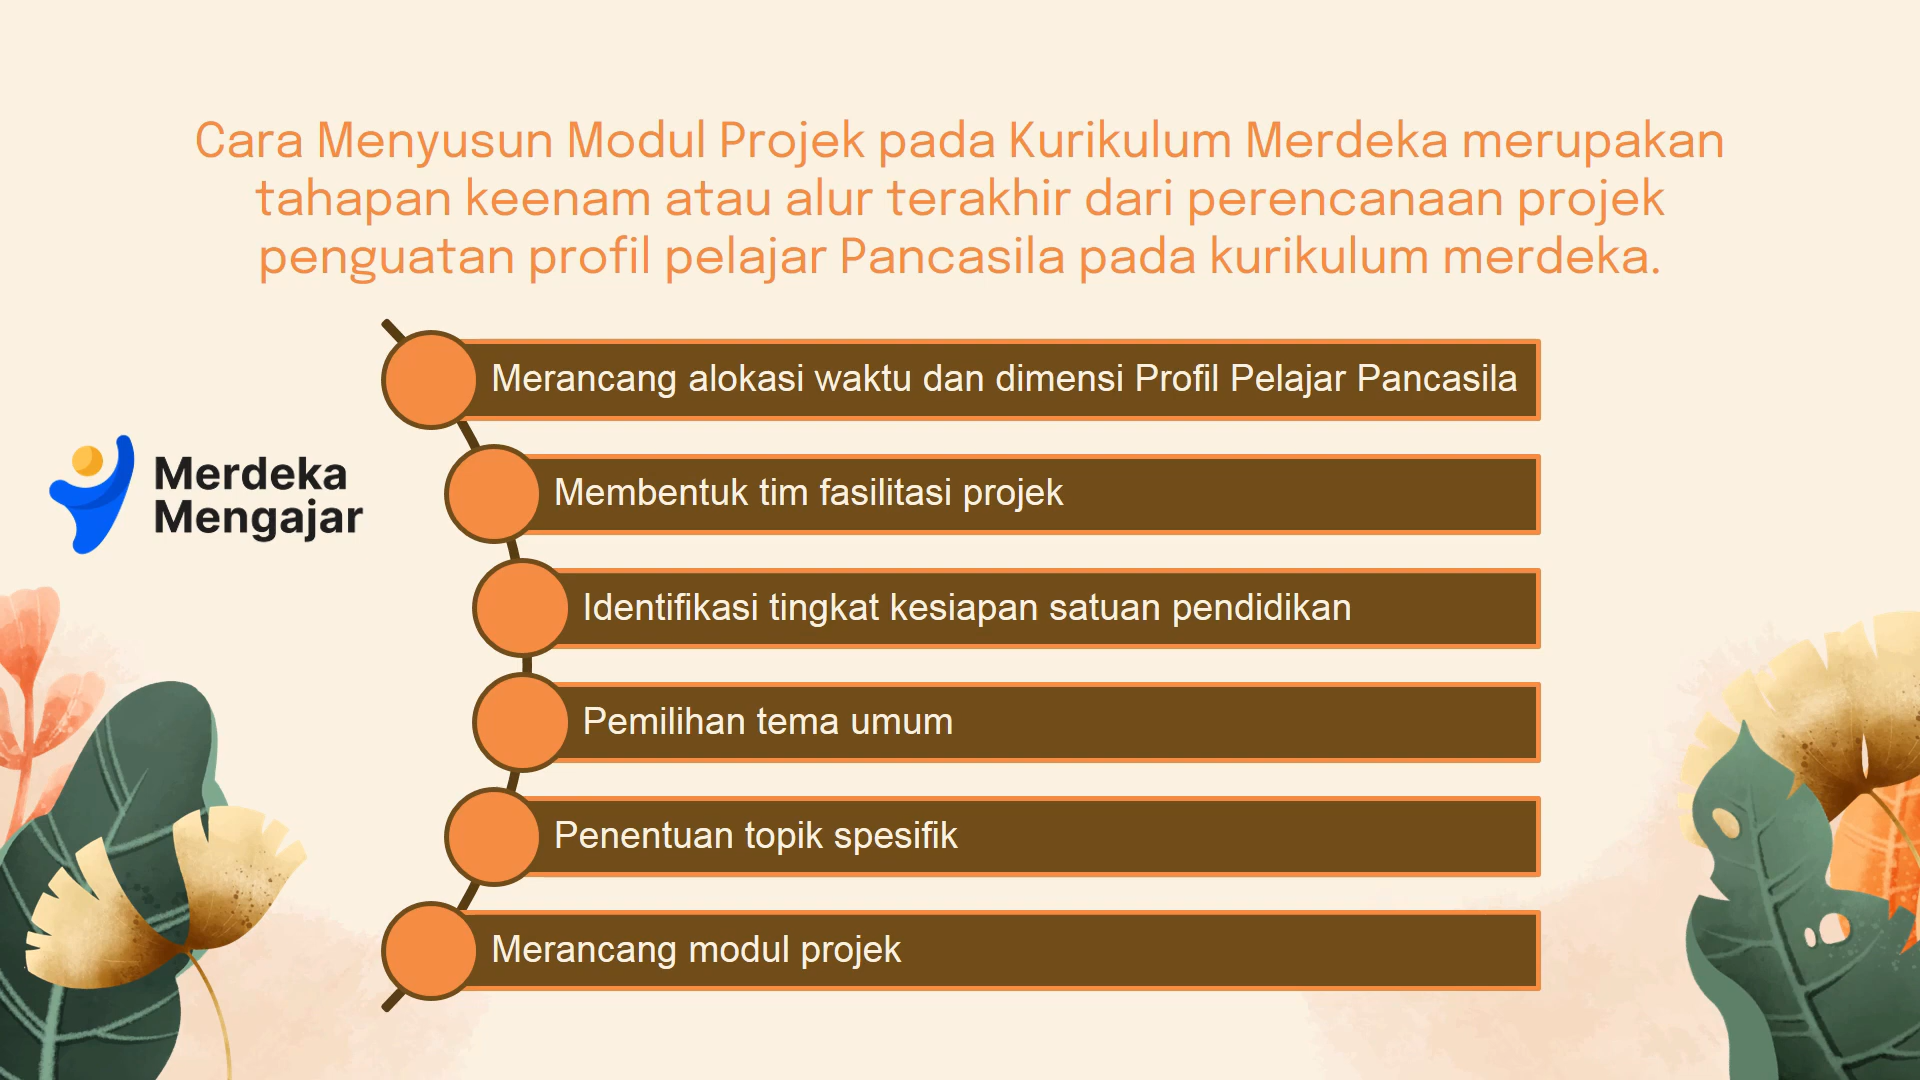 Cara Menyusun Modul Projek pada Kurikulum Merdeka merupakan
tahapan keenam atau alur terakhir dari perencanaan projek
penguatan profil pelajar Pancasila pada kurikulum merdeka.
Merancang alokasi waktu dan dimensi Profil Pelajar Pancasila
Merdeka
Mengajar
Membentuk tim fasilitasi projek
Identifikasi tingkat kesiapan satuan pendidikan
Pemilihan tema umum
Penentuan topik spesifik
Merancang modul projek